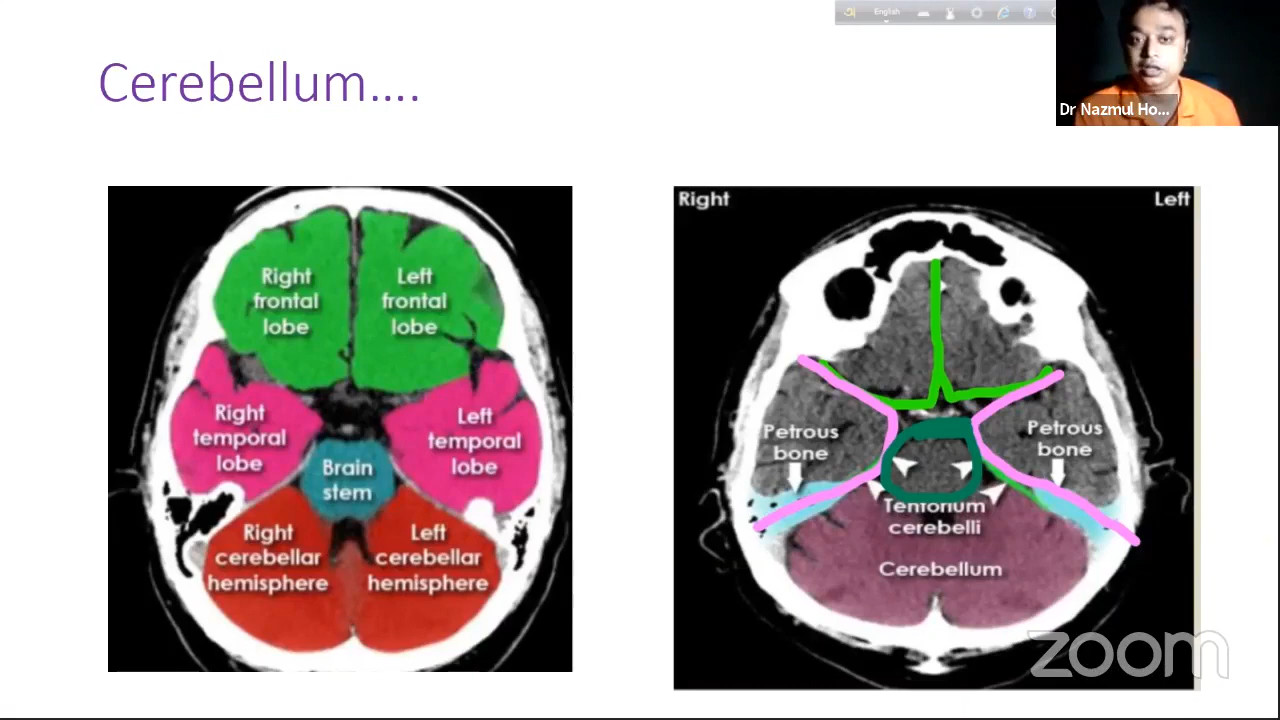 English
Cerebellum....
Dr Nazmul Ho...
Right
frontal
lobe
Left
frontal
lobe
Right
temporal
lobe
Left
temporal
lobe
Brain
stem
Right
cerebellar
hemisphere
Left
cerebellar
hemisphere
Right
Left
Petrous
bone
Petrous
bone
Tentorium
cerebelli
Cerebellum
zoom